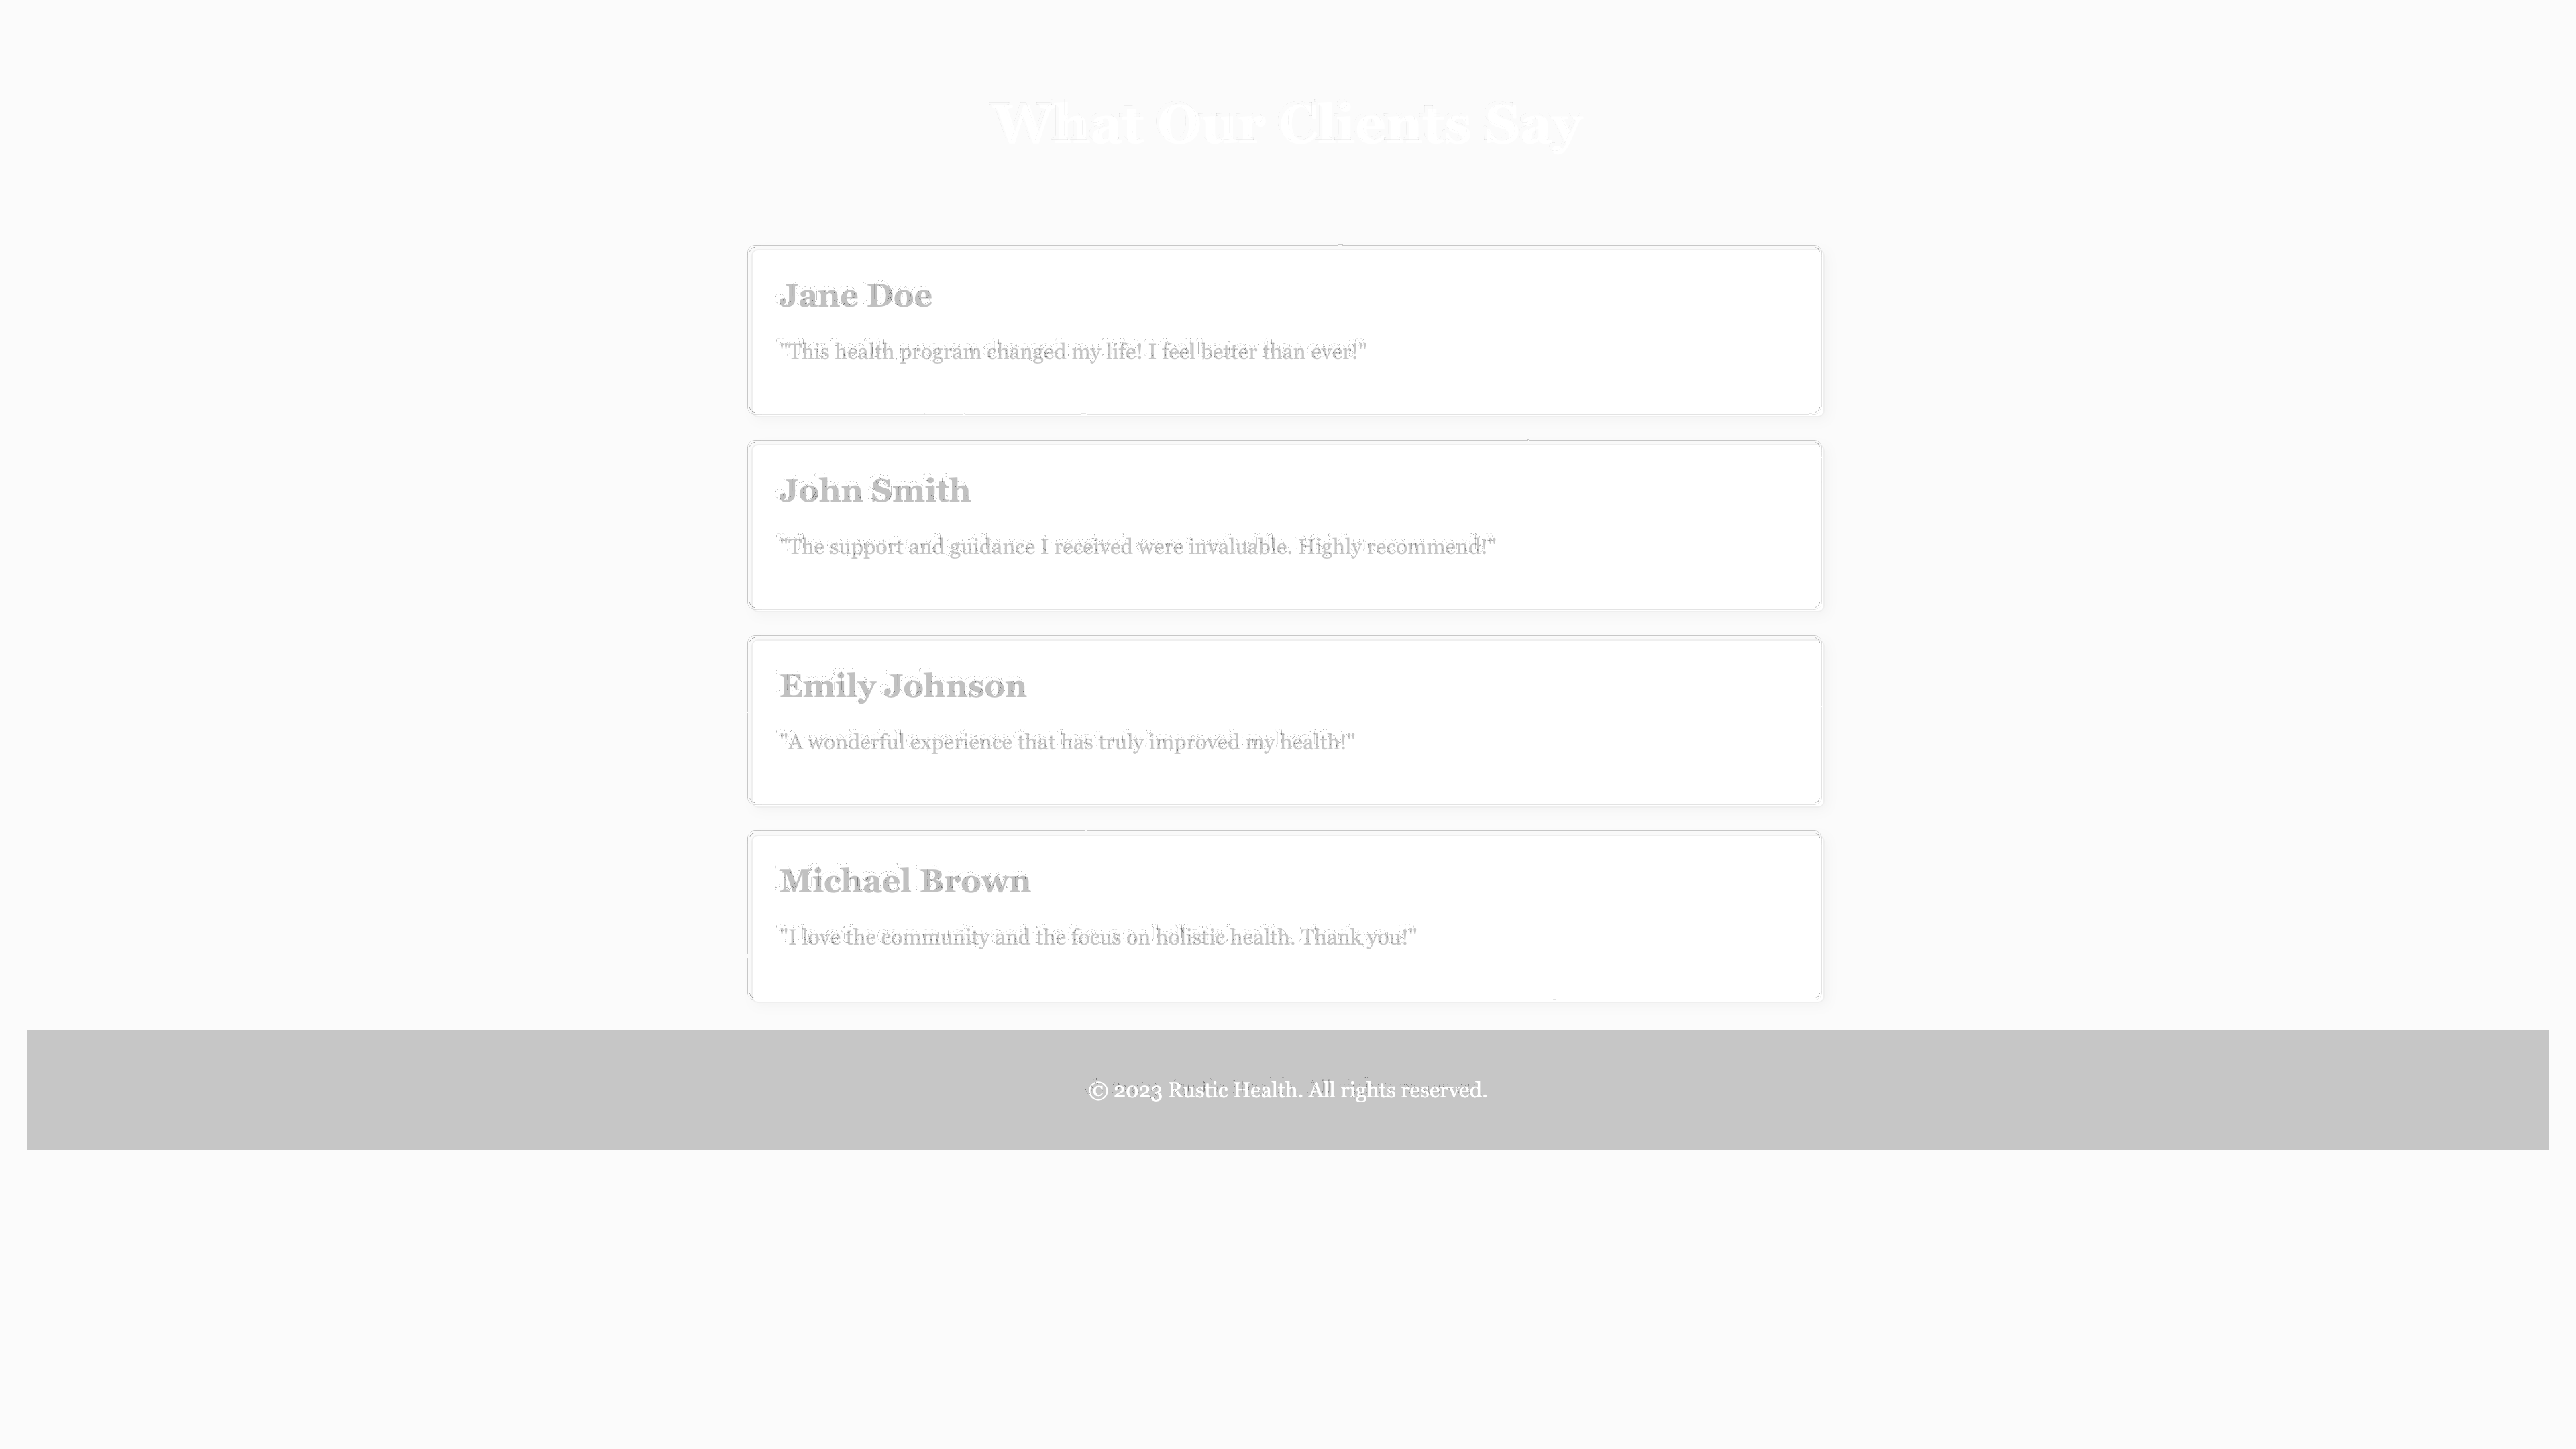 What Our Clients Say
Jane Doe
"This health program changed my life! I feel better than ever!"
John Smith
"The support and guidance I received were invaluable. Highly recommend!"
Emily Johnson
"A wonderful experience that has truly improved my health!"
Michael Brown
"I love the community and the focus on holistic health. Thank you!"
© 2023 Rustic Health. All rights reserved.